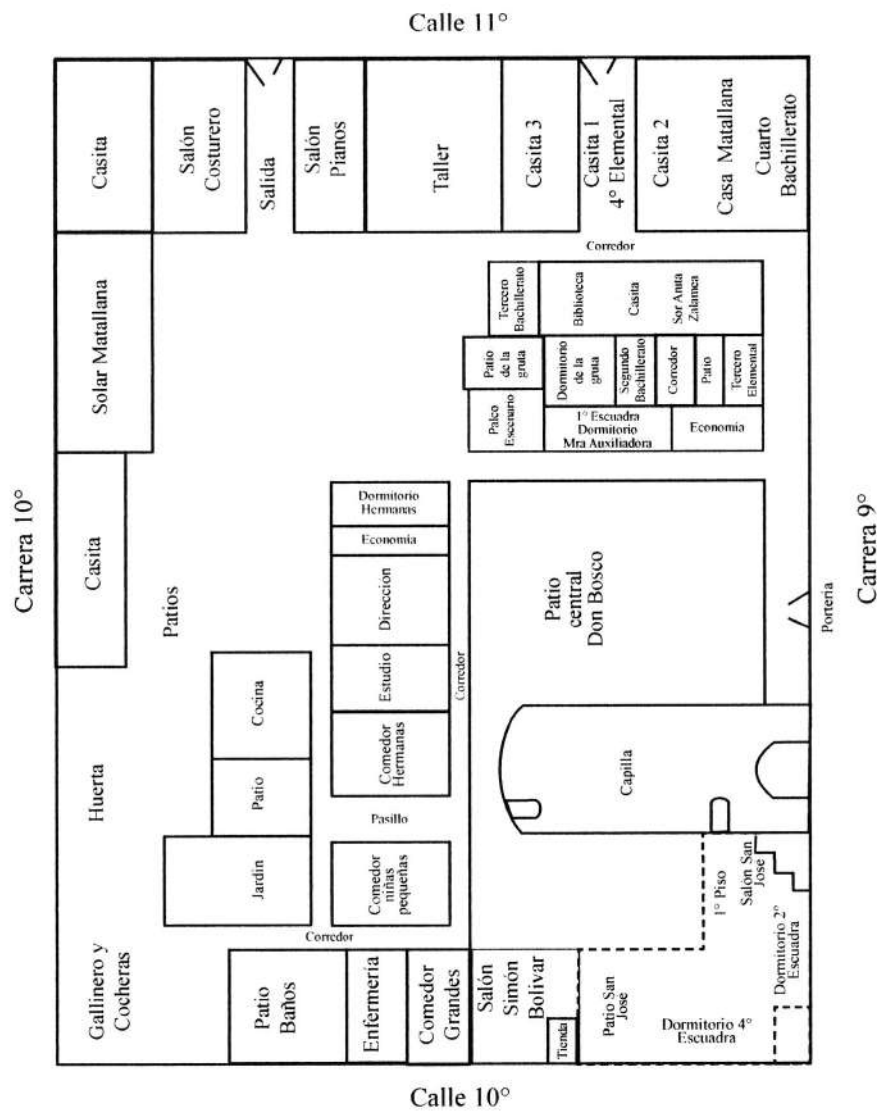 Calle 11°
Casita
Salón
Costurero
Salida
Salón
Pianos
Taller
Casita 3
Casita 1
4° Elemental
Casita 2
Casa Matallana
Cuarto
Bachillerato
Corredor
Solar Matallana
Tercero
Bachillerato
Biblioteca
Casita
Sor Anita
Zalamea
Patio
de la
gruta
Dormitorio
de la gruta
Segundo
Bachillerato
Corredor
Patio
Tercero
Elemental
Palco
Escenario
1° Escuadra
Dormitorio
Mra Auxiliadora
Economía
Carrera 10°
Casita
Patios
Dormitorio
Hermanas
Economía
Dirección
Estudio
Comedor
Hermanas
Corredor
Patio
central
Don Bosco
Portería
Carrera 9°
Cocina
Huerta
Patio
Pasillo
Capilla
Jardín
Comedor
niñas
pequeñas
1° Piso
Salón San
Jose
Corredor
Gallinero y
Cocheras
Patio
Baños
Enfermería
Comedor
Grandes
Salón
Simón
Bolívar
Tienda
Patio San
Jose
Dormitorio 2°
Escuadra
Dormitorio 4°
Escuadra
Calle 10°